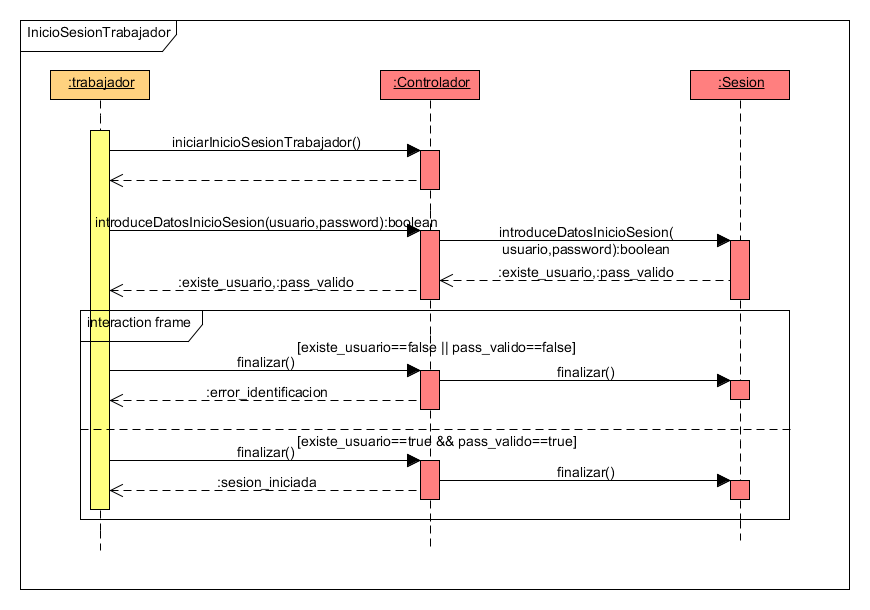 InicioSesionTrabajador
:trabajador
:Controlador
:Sesion
iniciarInicioSesionTrabajador()
introduceDatosInicioSesion(usuario,password):boolean
introduceDatosInicioSesion(
usuario,password):boolean
:existe_usuario,:pass_valido
:existe_usuario,:pass_valido
interaction frame
[existe_usuario==false || pass_valido==false]
finalizar()
finalizar()
:error_identificacion
[existe_usuario==true && pass_valido==true]
finalizar()
finalizar()
:sesion_iniciada